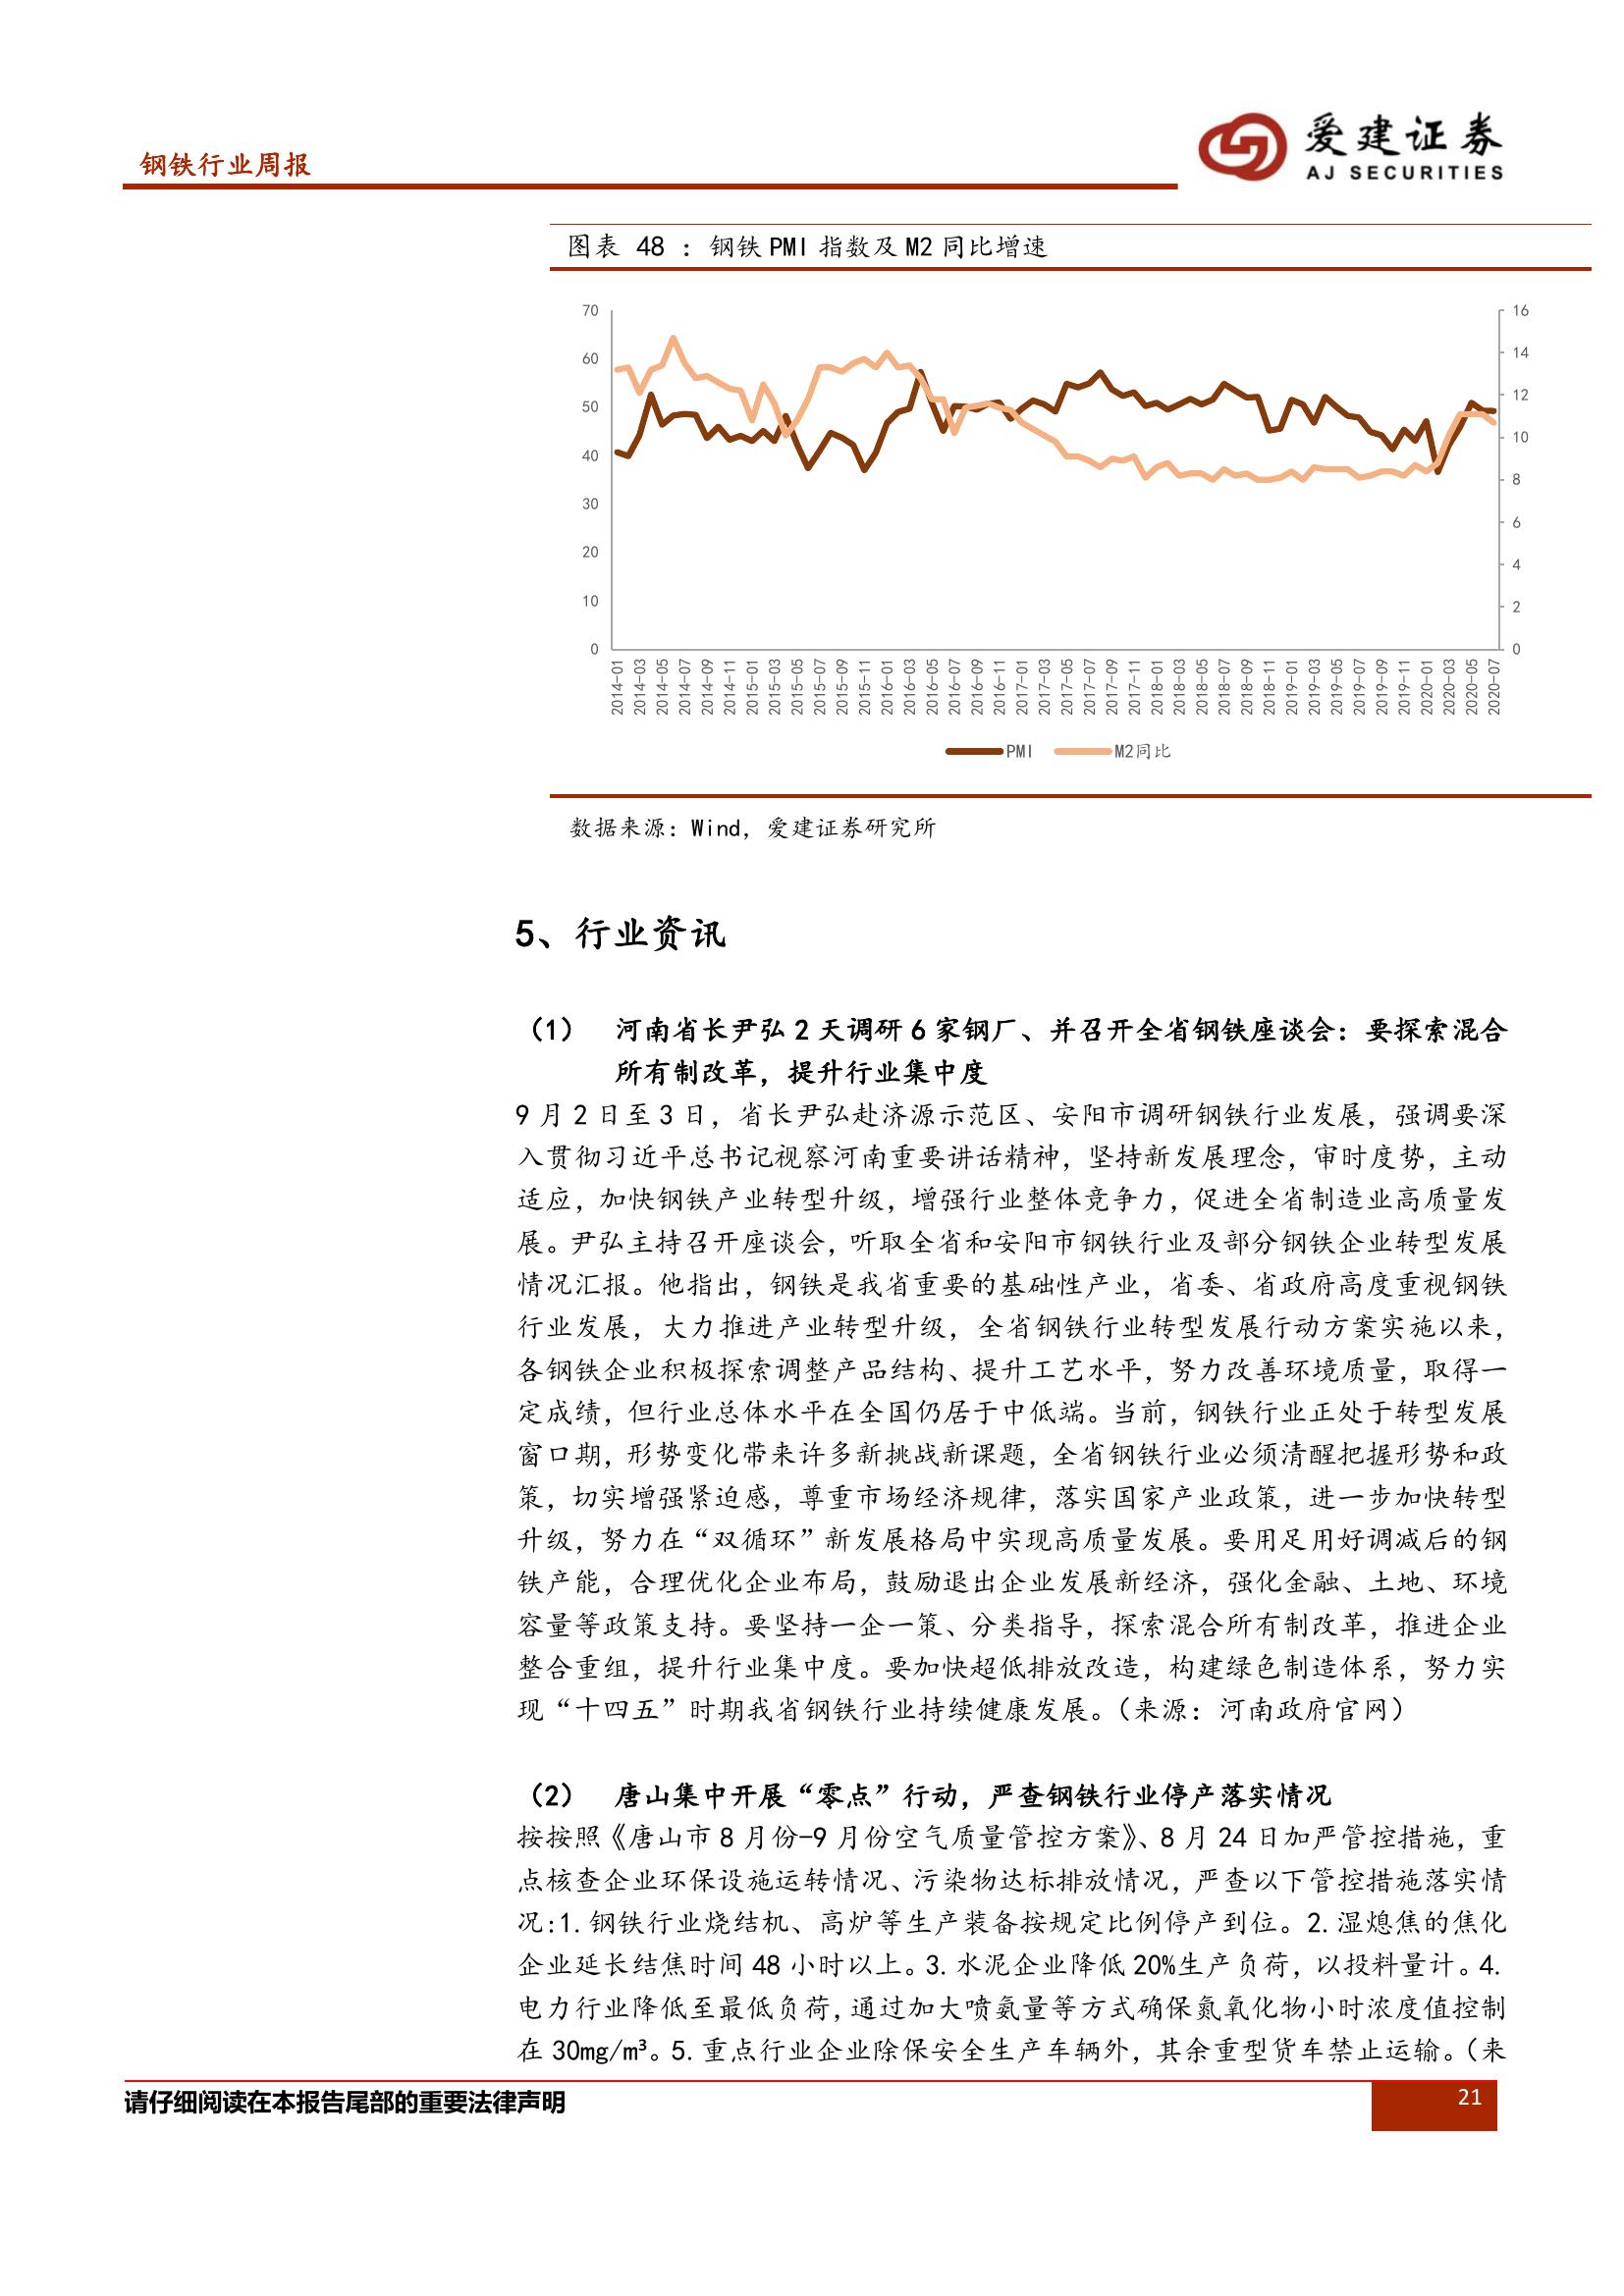 钢铁行业周报
爱建证券
AJ SECURITIES
图表 48 ：钢铁 PMI 指数及 M2 同比增速
70
60
50
40
30
20
10
0
16
14
12
10
8
6
4
2
0
2014-01
2014-03
2014-05
2014-07
2014-09
2014-11
2015-01
2015-03
2015-05
2015-07
2015-09
2015-11
2016-01
2016-03
2016-05
2016-07
2016-09
2016-11
2017-01
2017-03
2017-05
2017-07
2017-09
2017-11
2018-01
2018-03
2018-05
2018-07
2018-09
2018-11
2019-01
2019-03
2019-05
2019-07
2019-09
2019-11
2020-01
2020-03
2020-05
2020-07
PMI M2同比
数据来源：Wind，爱建证券研究所
5、行业资讯
（1） 河南省长尹弘 2 天调研 6 家钢厂、并召开全省钢铁座谈会：要探索混合
所有制改革，提升行业集中度
9 月 2 日至 3 日，省长尹弘赴济源示范区、安阳市调研钢铁行业发展，强调要深
入贯彻习近平总书记视察河南重要讲话精神，坚持新发展理念，审时度势，主动
适应，加快钢铁产业转型升级，增强行业整体竞争力，促进全省制造业高质量发
展。尹弘主持召开座谈会，听取全省和安阳市钢铁行业及部分钢铁企业转型发展
情况汇报。他指出，钢铁是我省重要的基础性产业，省委、省政府高度重视钢铁
行业发展，大力推进产业转型升级，全省钢铁行业转型发展行动方案实施以来，
各钢铁企业积极探索调整产品结构、提升工艺水平，努力改善环境质量，取得一
定成绩，但行业总体水平在全国仍居于中低端。当前，钢铁行业正处于转型发展
窗口期，形势变化带来许多新挑战新课题，全省钢铁行业必须清醒把握形势和政
策，切实增强紧迫感，尊重市场经济规律，落实国家产业政策，进一步加快转型
升级，努力在“双循环”新发展格局中实现高质量发展。要用足用好调减后的钢
铁产能，合理优化企业布局，鼓励退出企业发展新经济，强化金融、土地、环境
容量等政策支持。要坚持一企一策、分类指导，探索混合所有制改革，推进企业
整合重组，提升行业集中度。要加快超低排放改造，构建绿色制造体系，努力实
现“十四五”时期我省钢铁行业持续健康发展。（来源：河南政府官网）
（2） 唐山集中开展“零点”行动，严查钢铁行业停产落实情况
按按照《唐山市 8 月份-9 月份空气质量管控方案》、8 月 24 日加严管控措施，重
点核查企业环保设施运转情况、污染物达标排放情况，严查以下管控措施落实情
况:1.钢铁行业烧结机、高炉等生产装备按规定比例停产到位。2.湿熄焦的焦化
企业延长结焦时间 48 小时以上。3.水泥企业降低 20%生产负荷，以投料量计。4.
电力行业降低至最低负荷,通过加大喷氨量等方式确保氮氧化物小时浓度值控制
在 30mg/m³。5.重点行业企业除保安全生产车辆外，其余重型货车禁止运输。（来
请仔细阅读在本报告尾部的重要法律声明
21